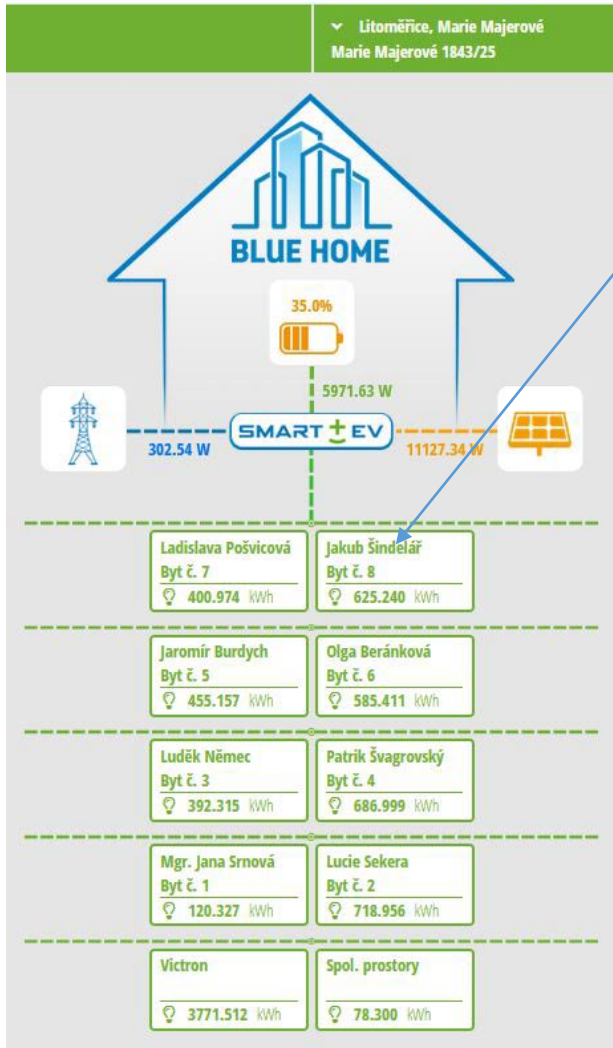 Litoměřice, Marie Majerové
Marie Majerové 1843/25
BLUE HOME
35.0%
5971.63 W
SMART ± EV
302.54 W
11127.34 W
Ladislava Pošvicová
Byt č. 7
400.974 kWh
Jakub Šindelář
Byt č. 8
625.240 kWh
Jaromír Burdych
Byt č. 5
455.157 kWh
Olga Beránková
Byt č. 6
585.411 kWh
Luděk Němec
Byt č. 3
392.315 kWh
Patrik Švagrovský
Byt č. 4
686.999 kWh
Mgr. Jana Srnová
Byt č. 1
120.327 kWh
Lucie Sekera
Byt č. 2
718.956 kWh
Victron
3771.512 kWh
Spol. prostory
78.300 kWh